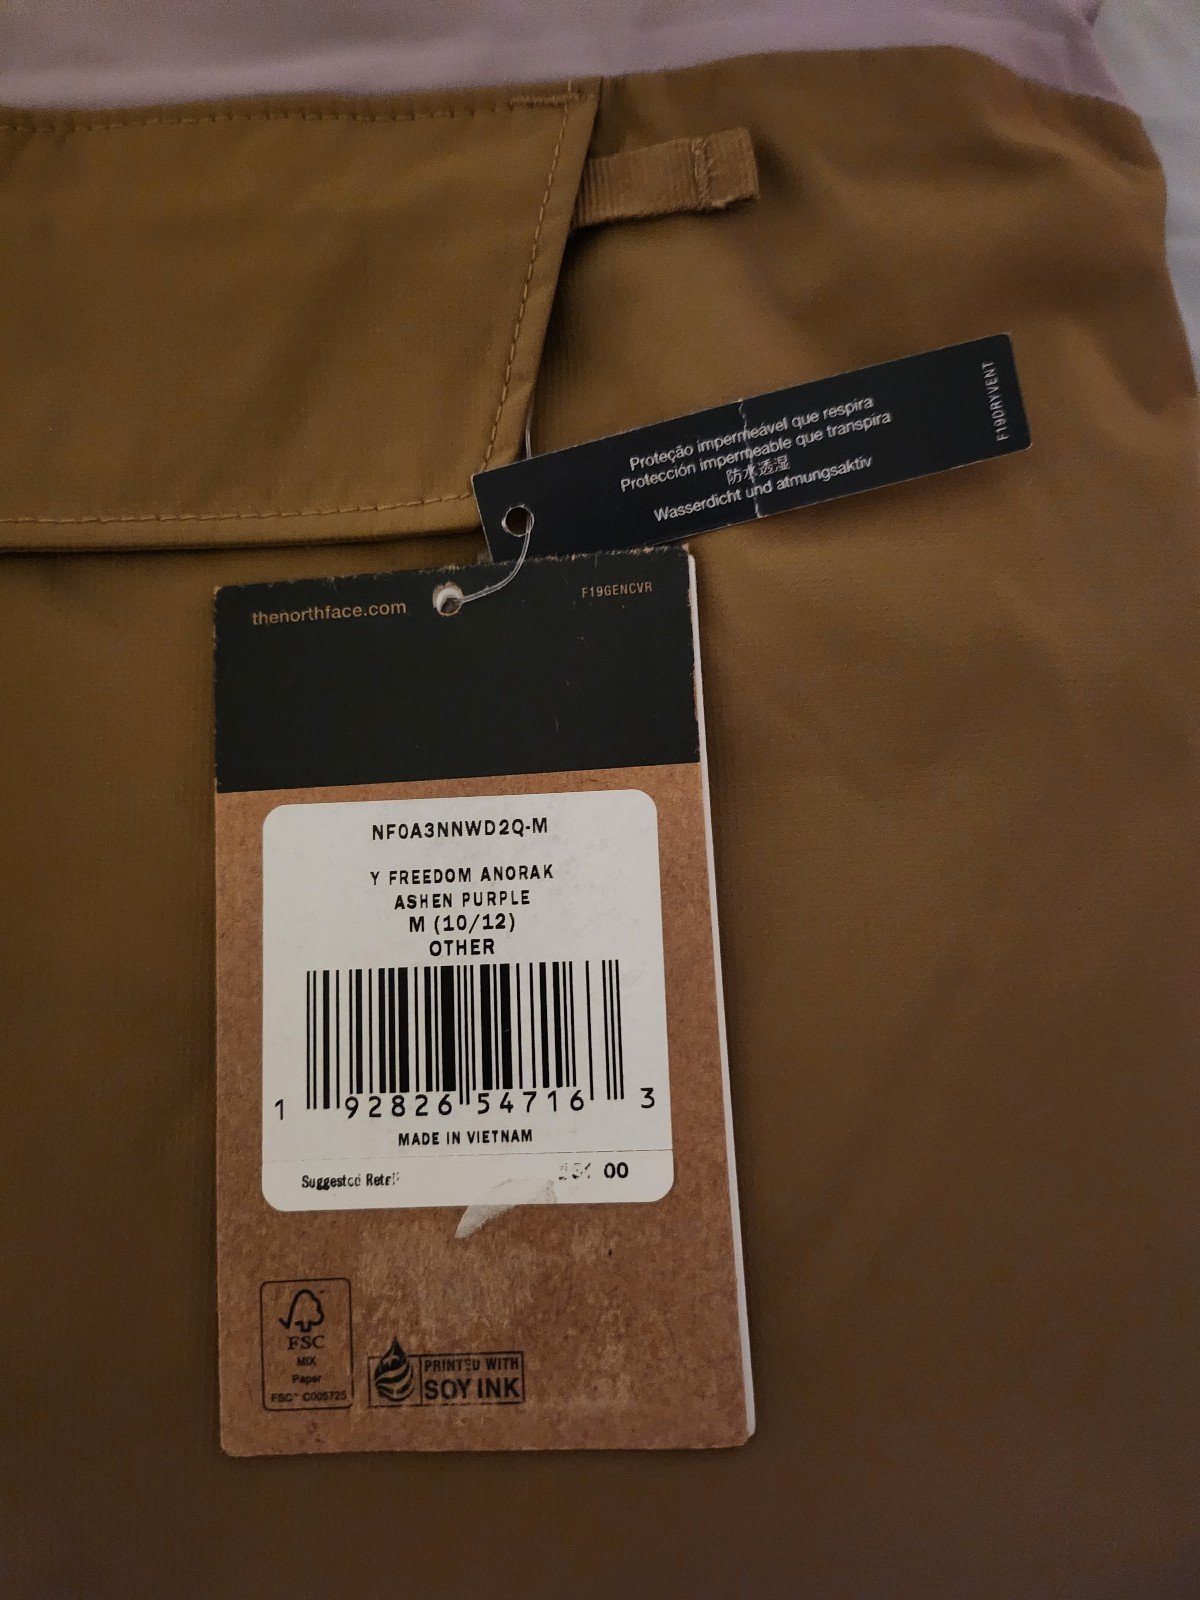 Proteção impermeável que respira
Protección impermeable que transpira
防水透湿
Wasserdicht und atmungsaktiv
F19DRYVENT
thenorthface.com
F19GENCVR
NF0A3NNWD2Q-M
Y FREEDOM ANORAK
ASHEN PURPLE
M (10/12)
OTHER
1 92826 54716 3
MADE IN VIETNAM
Suggested 00
FSC
MIX
Paper
FSC™ C005725
PRINTED WITH
SOY INK